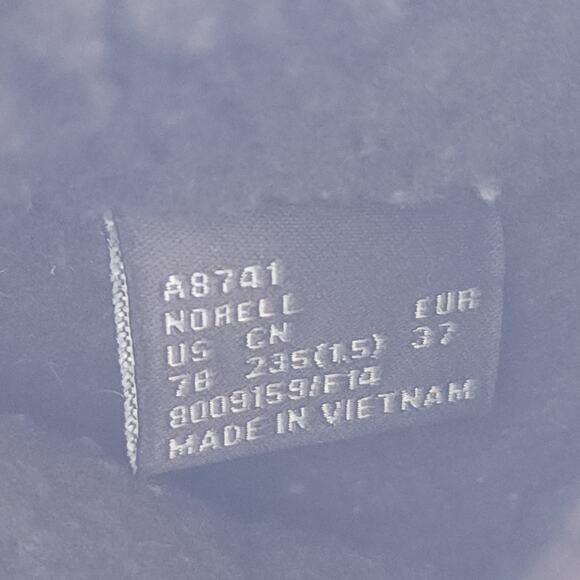 A8741
NORELL
US CN EUR
7B 235(1.5) 37
8009159/F14
MADE IN VIETNAM